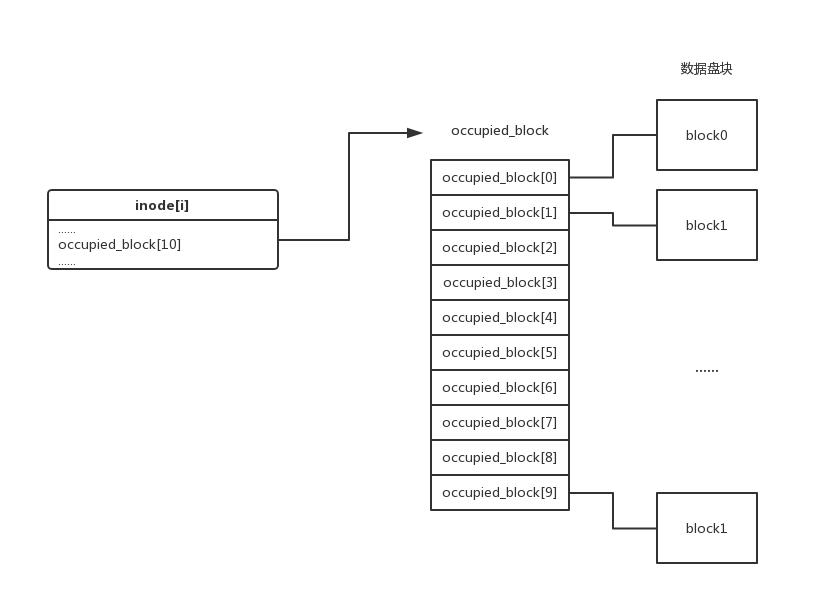 数据盘块
occupied_block
block0
inode[i]
......
occupied_block[10]
......
occupied_block[0]
occupied_block[1]
occupied_block[2]
occupied_block[3]
occupied_block[4]
occupied_block[5]
occupied_block[6]
occupied_block[7]
occupied_block[8]
occupied_block[9]
block1
......
block1